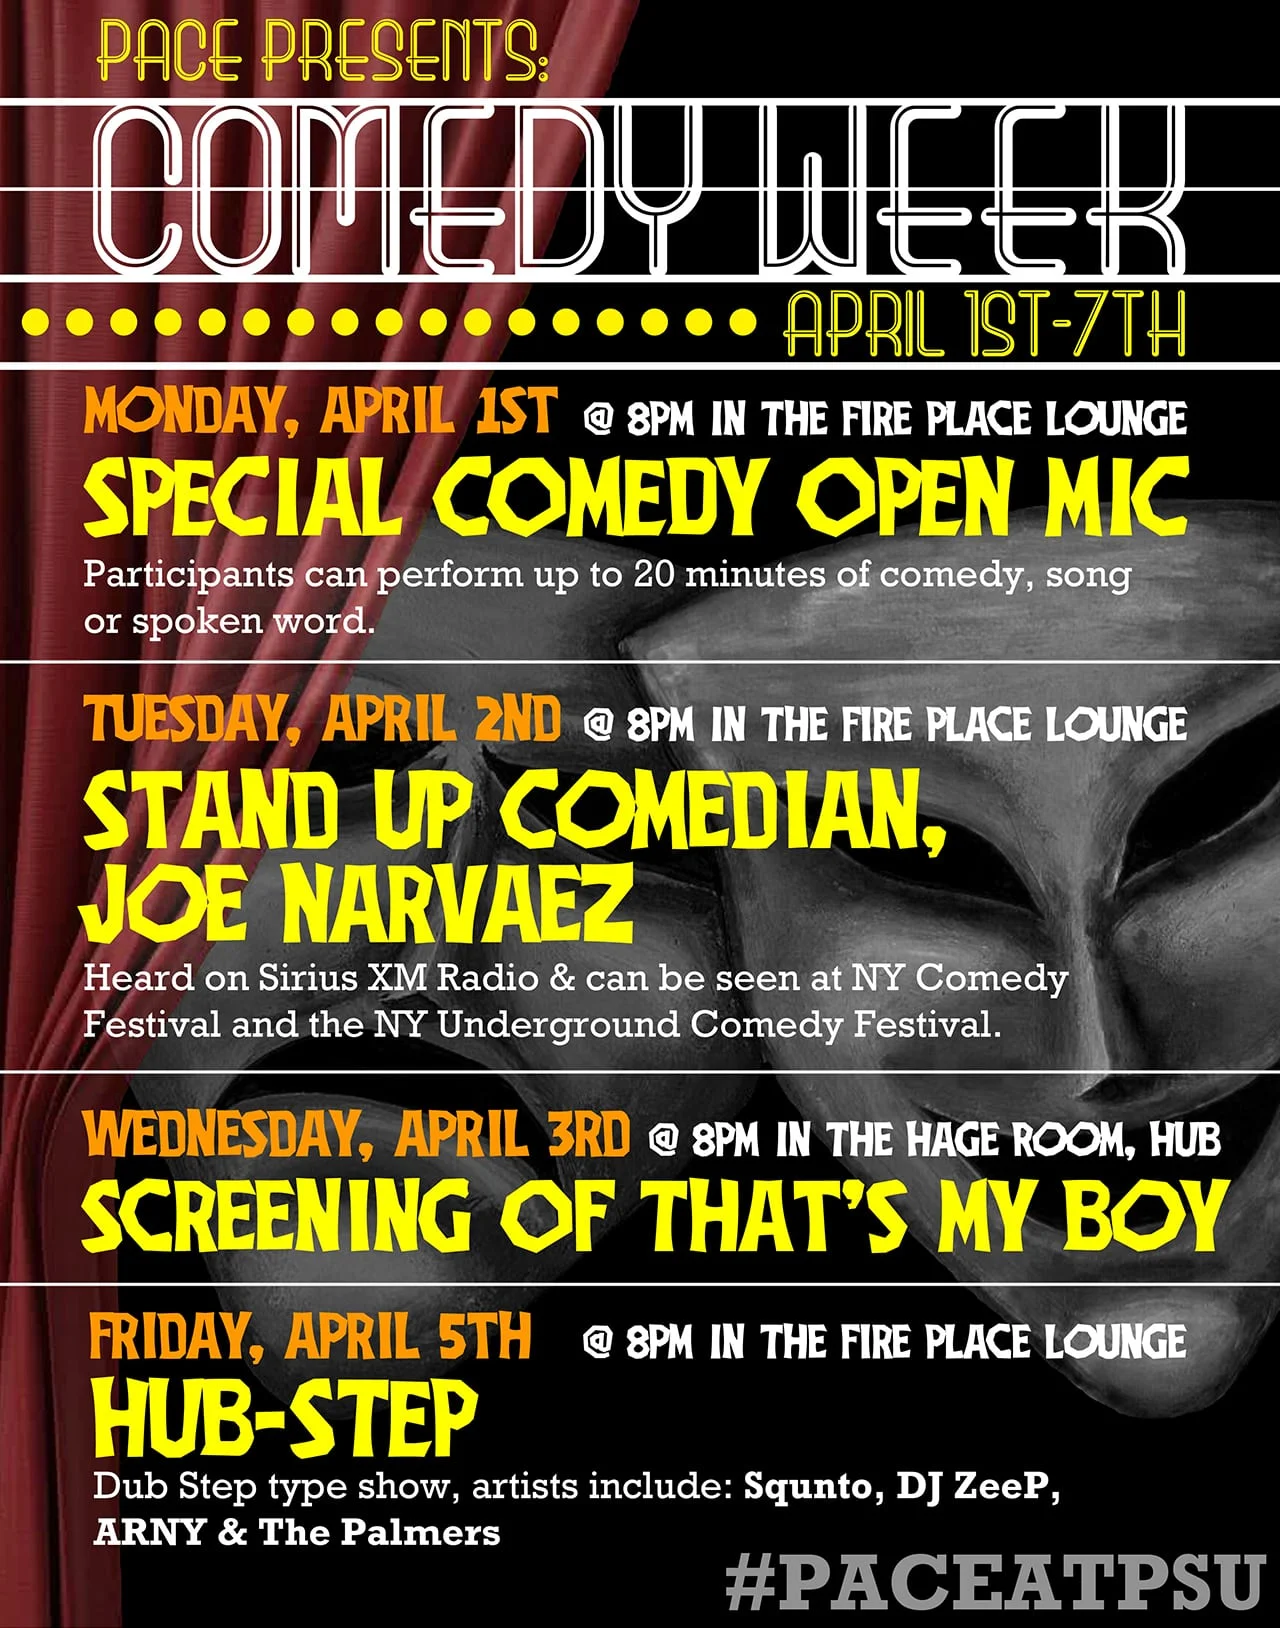 PACE PRESENTS:
COMEDY WEEK
APRIL 1ST-7TH
MONDAY, APRIL 1ST @ 8PM IN THE FIRE PLACE LOUNGE
SPECIAL COMEDY OPEN MIC
Participants can perform up to 20 minutes of comedy, song
or spoken word.
TUESDAY, APRIL 2ND @ 8PM IN THE FIRE PLACE LOUNGE
STAND UP COMEDIAN,
JOE NARVAEZ
Heard on Sirius XM Radio & can be seen at NY Comedy
Festival and the NY Underground Comedy Festival.
WEDNESDAY, APRIL 3RD @ 8PM IN THE HAGE ROOM, HUB
SCREENING OF THAT'S MY BOY
FRIDAY, APRIL 5TH @ 8PM IN THE FIRE PLACE LOUNGE
HUB-STEP
Dub Step type show, artists include: Squnto, DJ ZeeP,
ARNY & The Palmers
#PACEATPSU